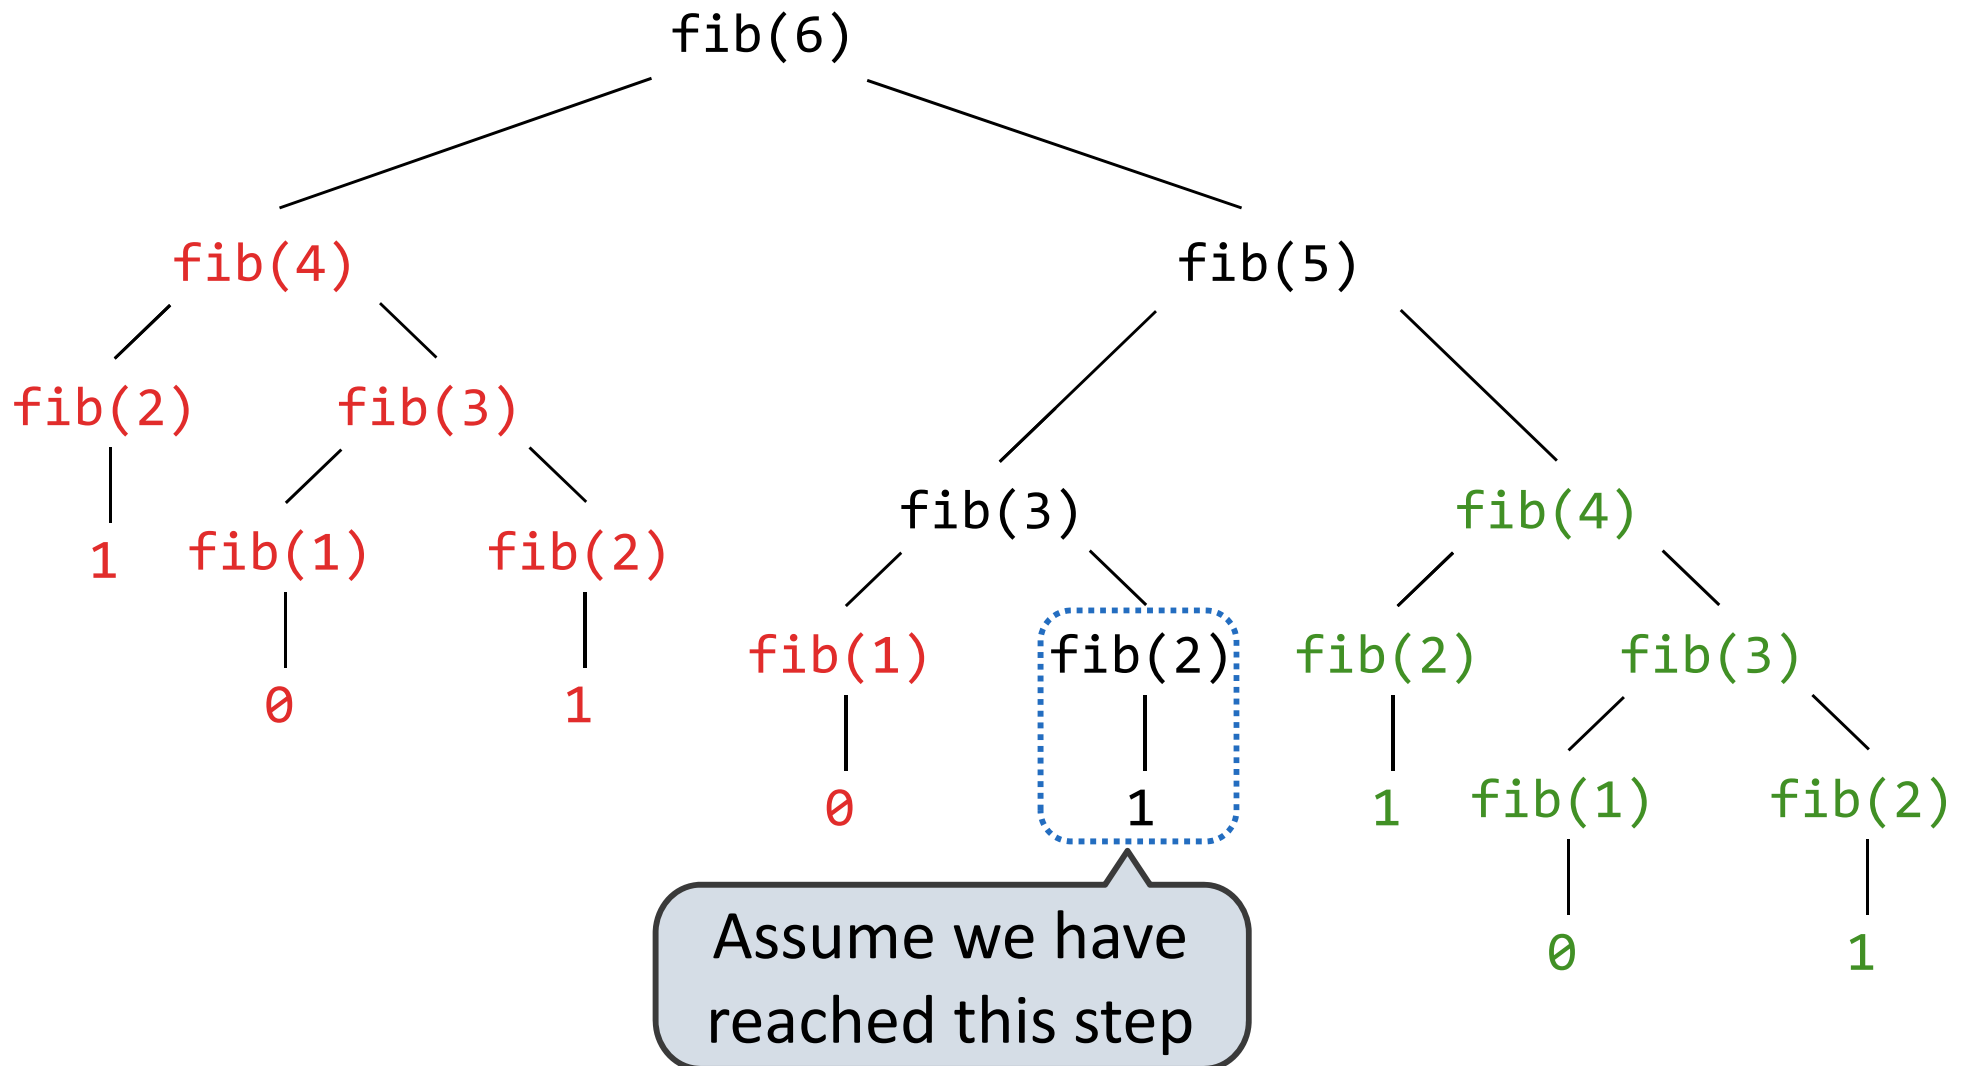 fib(6)
fib(4) fib(5)
fib(2) fib(3)
fib(3) fib(4)
1 fib(1) fib(2)
fib(1) fib(2) fib(2) fib(3)
0 1
0 1 1 fib(1) fib(2)
Assume we have
0 1
reached this step